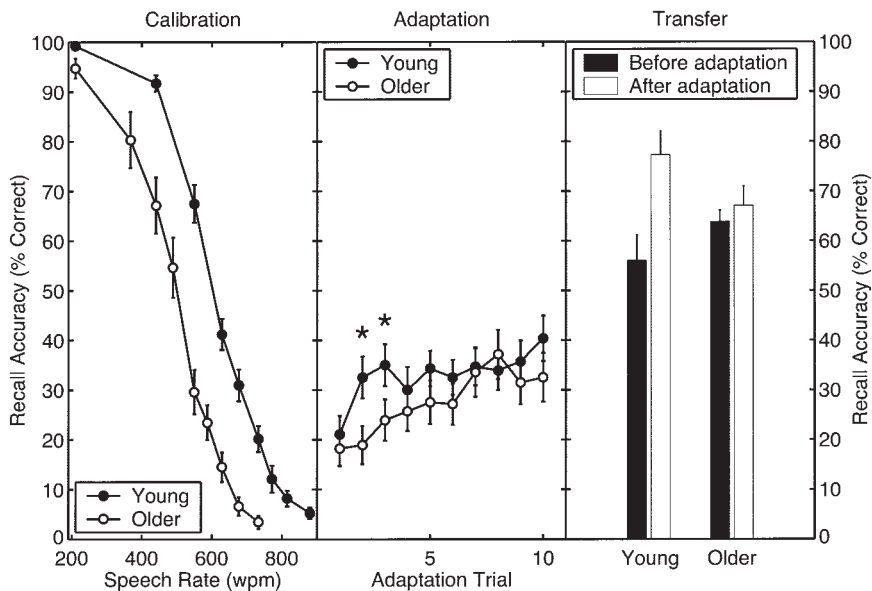 Calibration
Adaptation
Transfer
Recall Accuracy (% Correct)
100
90
80
70
60
50
40
30
20
10
0
200 400 600 800
Speech Rate (wpm)
Young
Older
Young
Older
* *
5 10
Adaptation Trial
Before adaptation
After adaptation
Young Older
100
90
80
70
60
50
40
30
20
10
0
Recall Accuracy (% Correct)